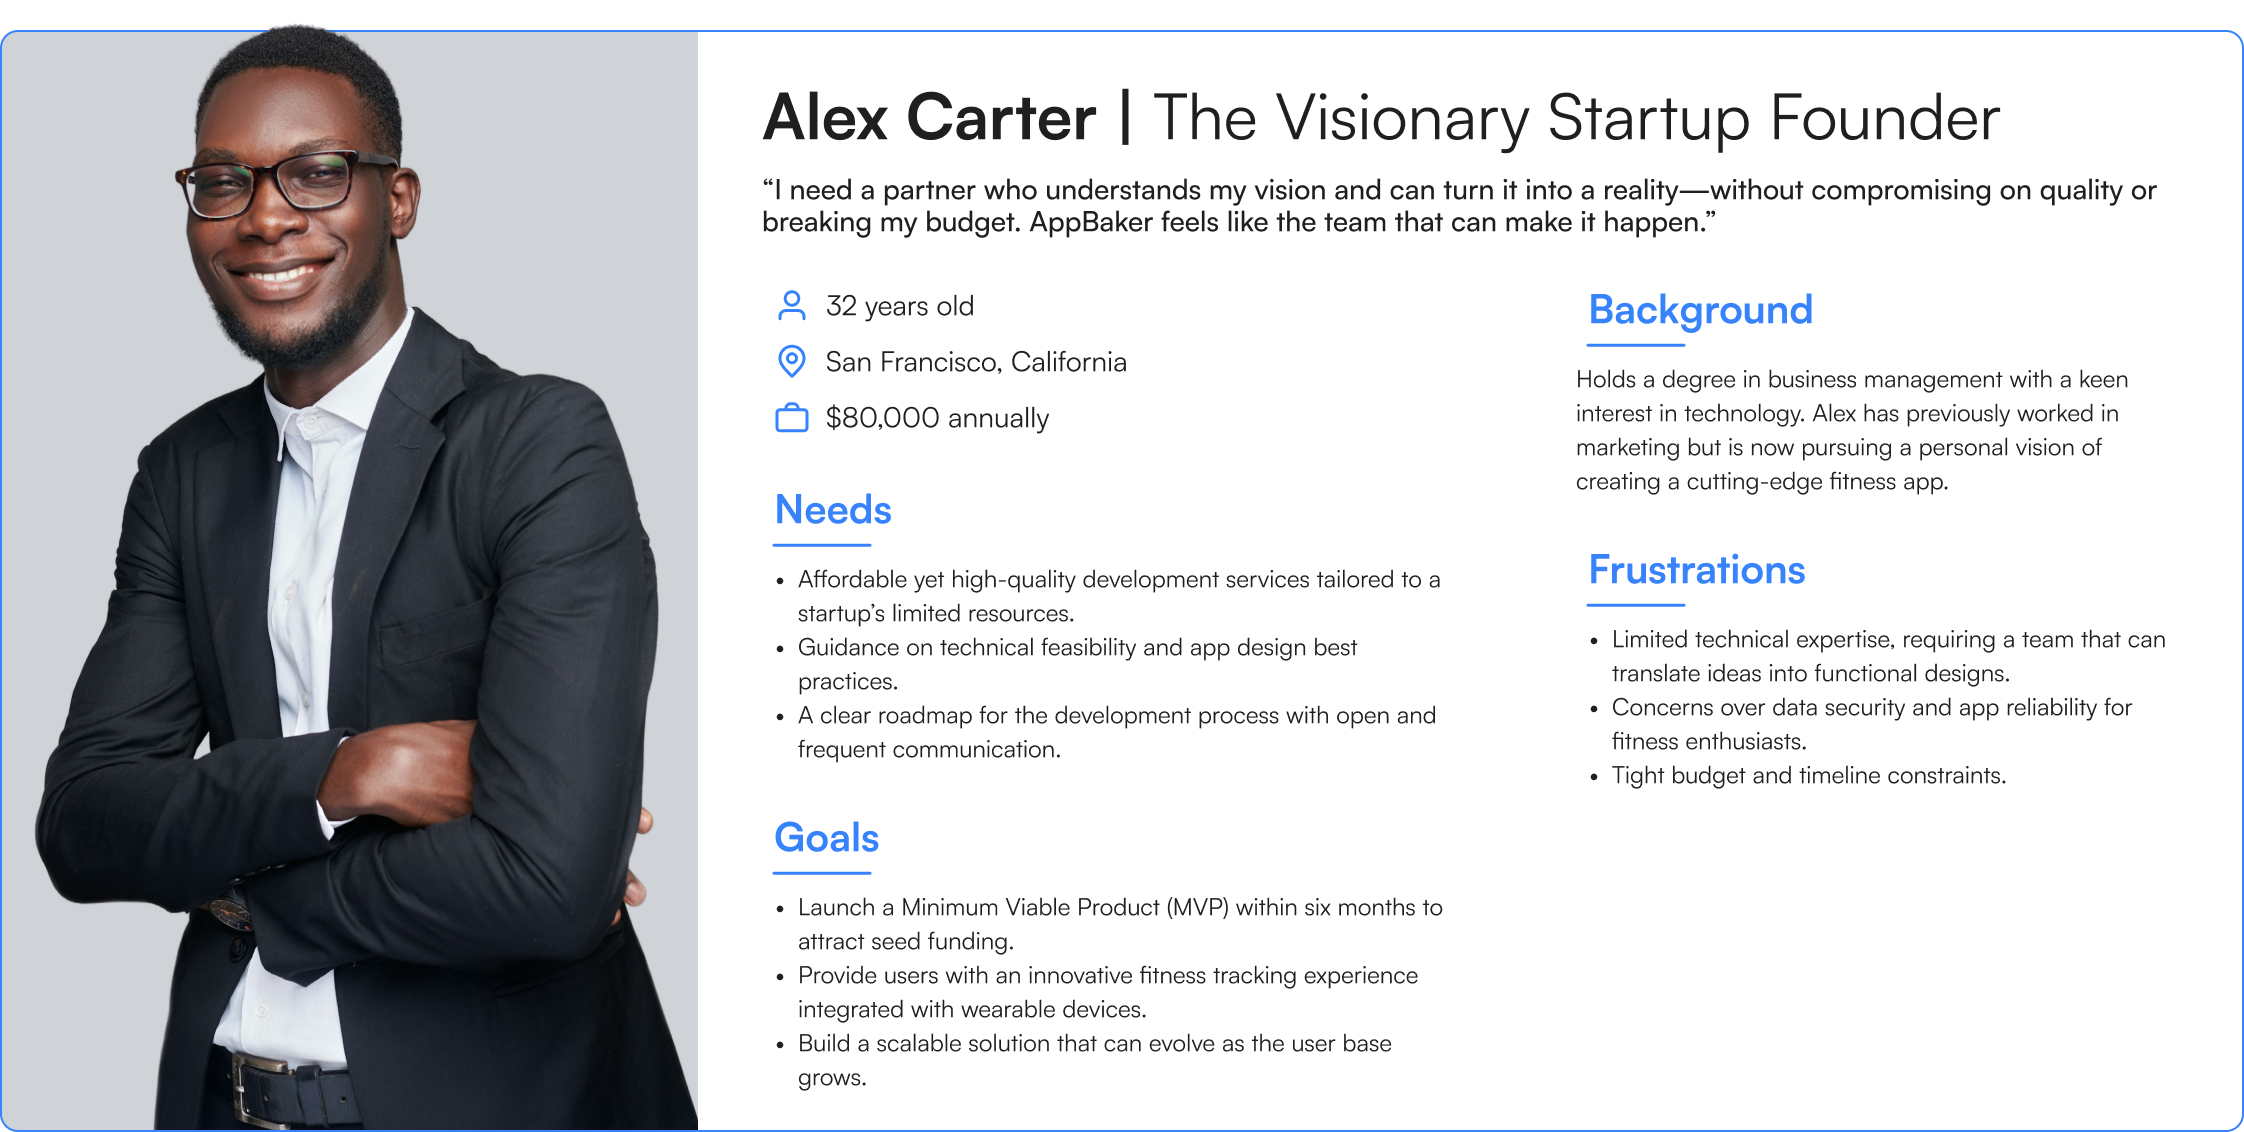 Alex Carter | The Visionary Startup Founder
“I need a partner who understands my vision and can turn it into a reality—without compromising on quality or
breaking my budget. AppBaker feels like the team that can make it happen.”
32 years old
San Francisco, California
$80,000 annually
Needs
• Affordable yet high-quality development services tailored to a
startup’s limited resources.
• Guidance on technical feasibility and app design best
practices.
• A clear roadmap for the development process with open and
frequent communication.
Goals
• Launch a Minimum Viable Product (MVP) within six months to
attract seed funding.
• Provide users with an innovative fitness tracking experience
integrated with wearable devices.
• Build a scalable solution that can evolve as the user base
grows.
Background
Holds a degree in business management with a keen
interest in technology. Alex has previously worked in
marketing but is now pursuing a personal vision of
creating a cutting-edge fitness app.
Frustrations
• Limited technical expertise, requiring a team that can
translate ideas into functional designs.
• Concerns over data security and app reliability for
fitness enthusiasts.
• Tight budget and timeline constraints.